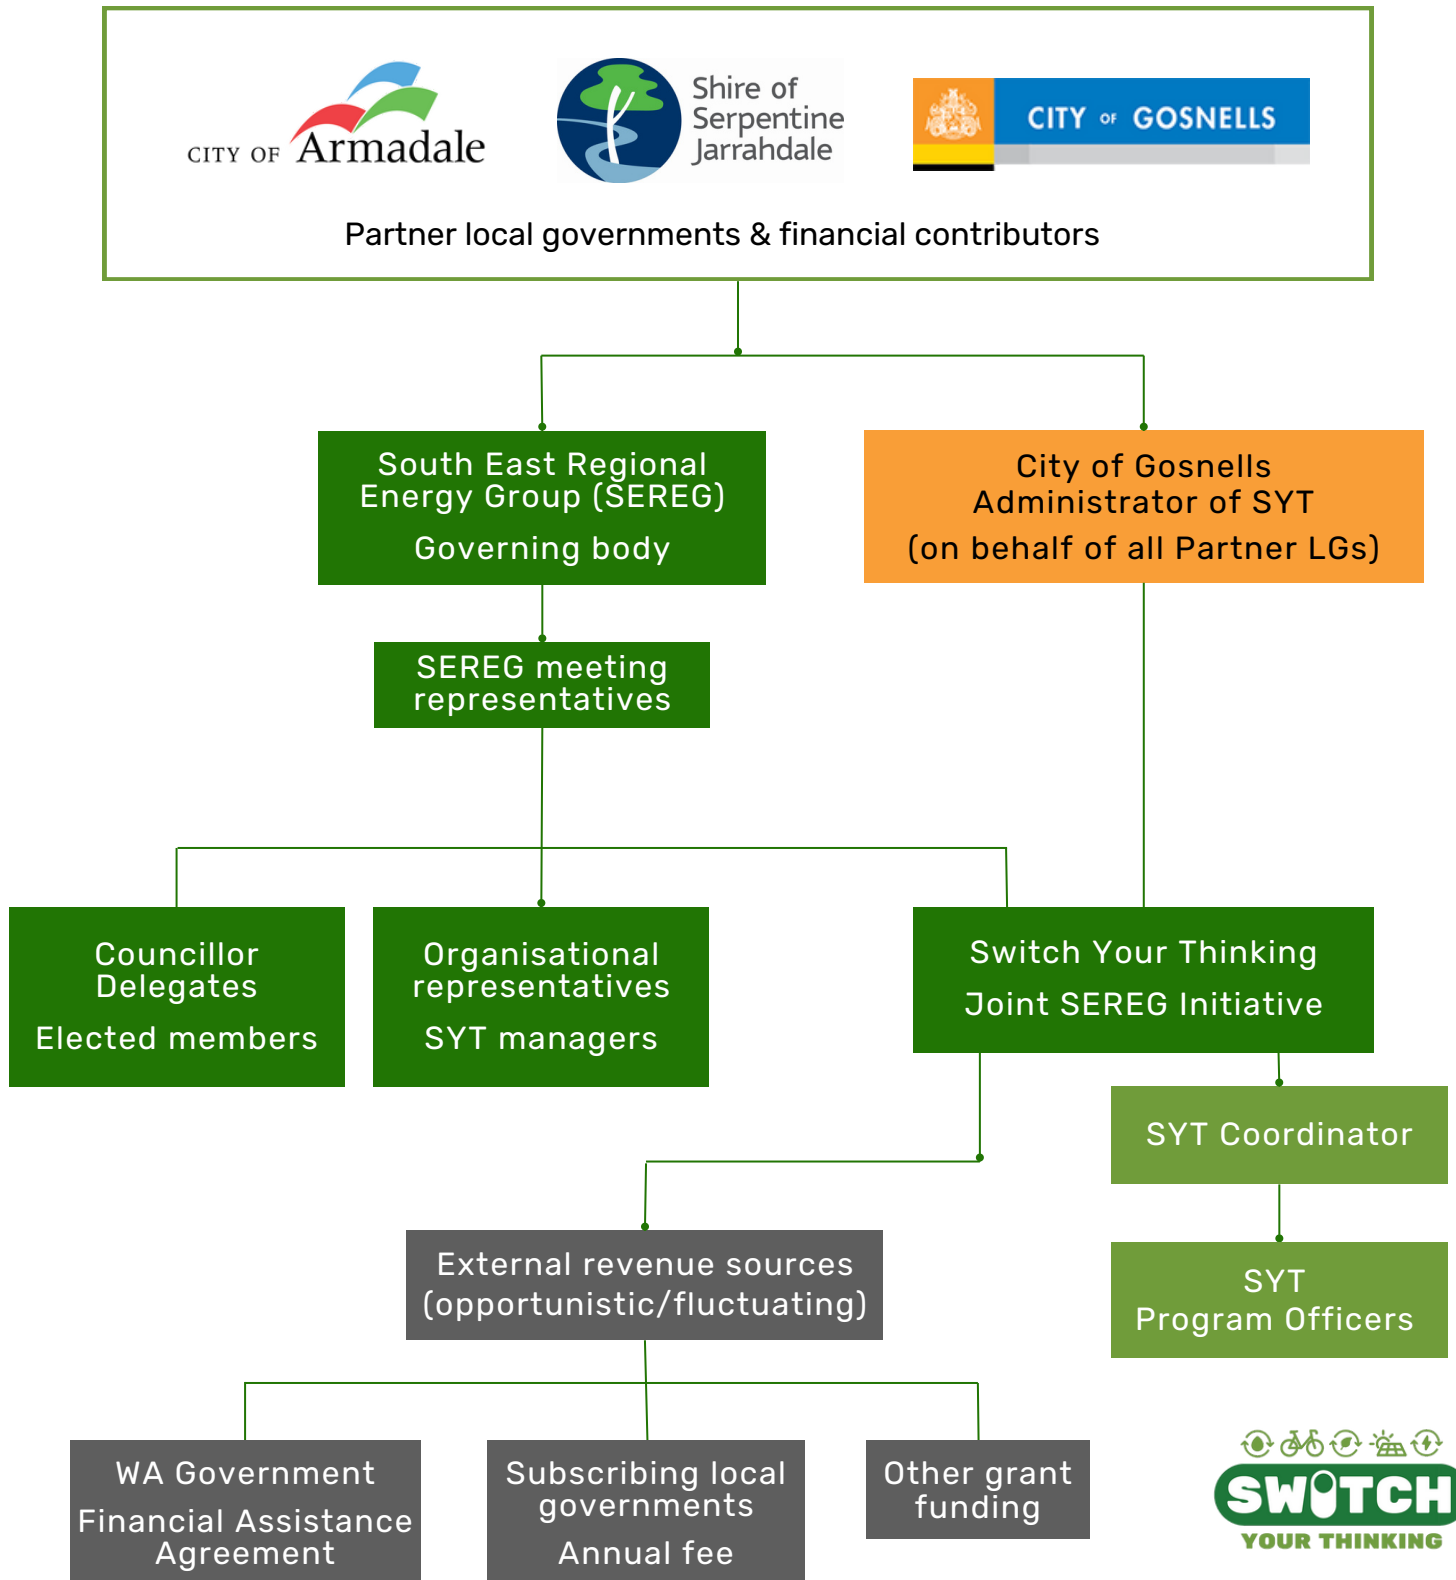 CITY OF Armadale
Shire of
Serpentine
Jarrahdale
CITY OF GOSNELLS
Partner local governments & financial contributors
South East Regional
Energy Group (SEREG)
Governing body
City of Gosnells
Administrator of SYT
(on behalf of all Partner LGs)
SEREG meeting
representatives
Councillor
Delegates
Elected members
Organisational
representatives
SYT managers
Switch Your Thinking
Joint SEREG Initiative
SYT Coordinator
SYT
Program Officers
External revenue sources
(opportunistic/fluctuating)
WA Government
Financial Assistance
Agreement
Subscribing local
governments
Annual fee
Other grant
funding
SWITCH
YOUR THINKING